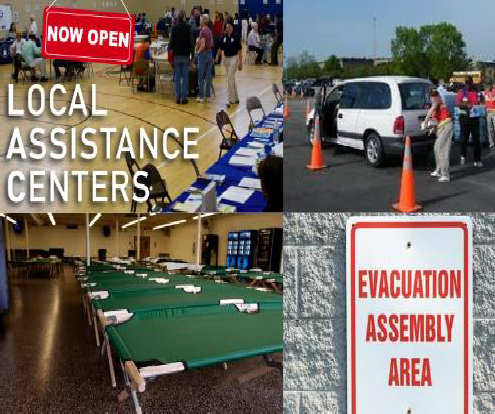 NOW OPEN
LOCAL
ASSISTANCE
CENTERS
EVACUATION
ASSEMBLY
AREA